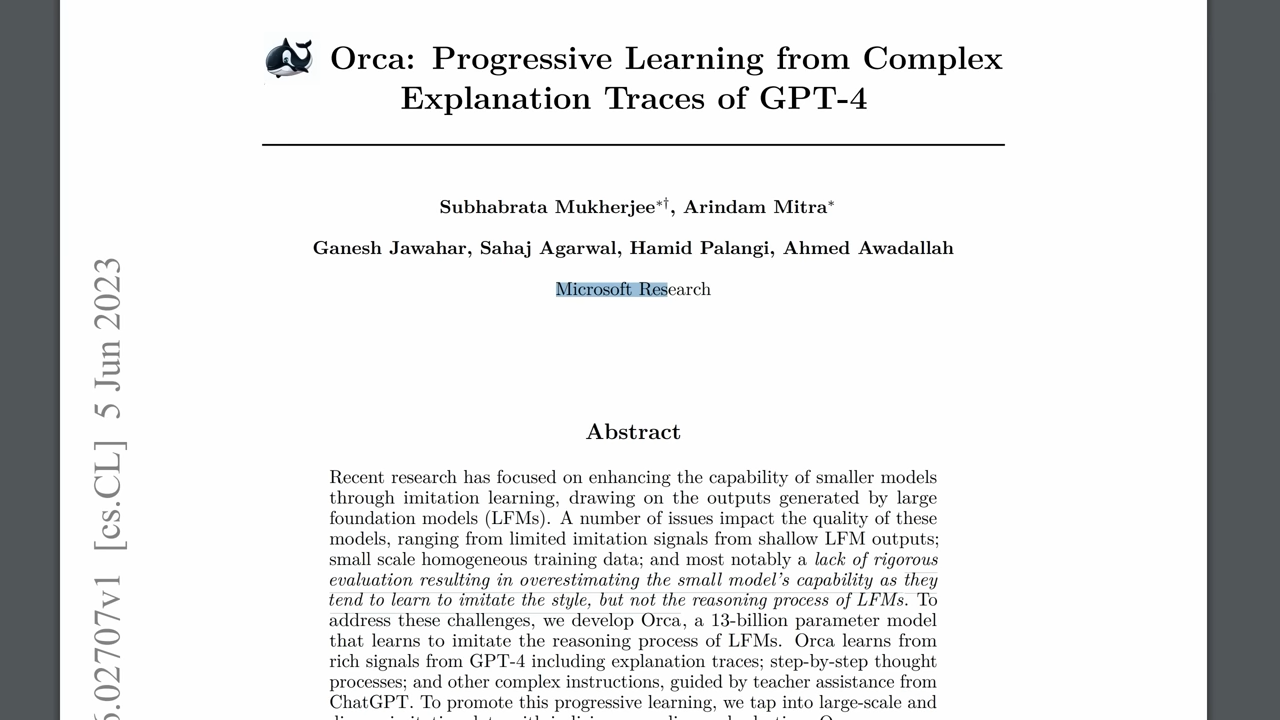 Orca: Progressive Learning from Complex
Explanation Traces of GPT-4
Subhabrata Mukherjee∗†, Arindam Mitra∗
Ganesh Jawahar, Sahaj Agarwal, Hamid Palangi, Ahmed Awadallah
Microsoft Research
Abstract
Recent research has focused on enhancing the capability of smaller models
through imitation learning, drawing on the outputs generated by large
foundation models (LFMs). A number of issues impact the quality of these
models, ranging from limited imitation signals from shallow LFM outputs;
small scale homogeneous training data; and most notably a lack of rigorous
evaluation resulting in overestimating the small model's capability as they
tend to learn to imitate the style, but not the reasoning process of LFMs. To
address these challenges, we develop Orca, a 13-billion parameter model
that learns to imitate the reasoning process of LFMs. Orca learns from
rich signals from GPT-4 including explanation traces; step-by-step thought
processes; and other complex instructions, guided by teacher assistance from
ChatGPT. To promote this progressive learning, we tap into large-scale and
.02707v1 [cs.CL] 5 Jun 2023